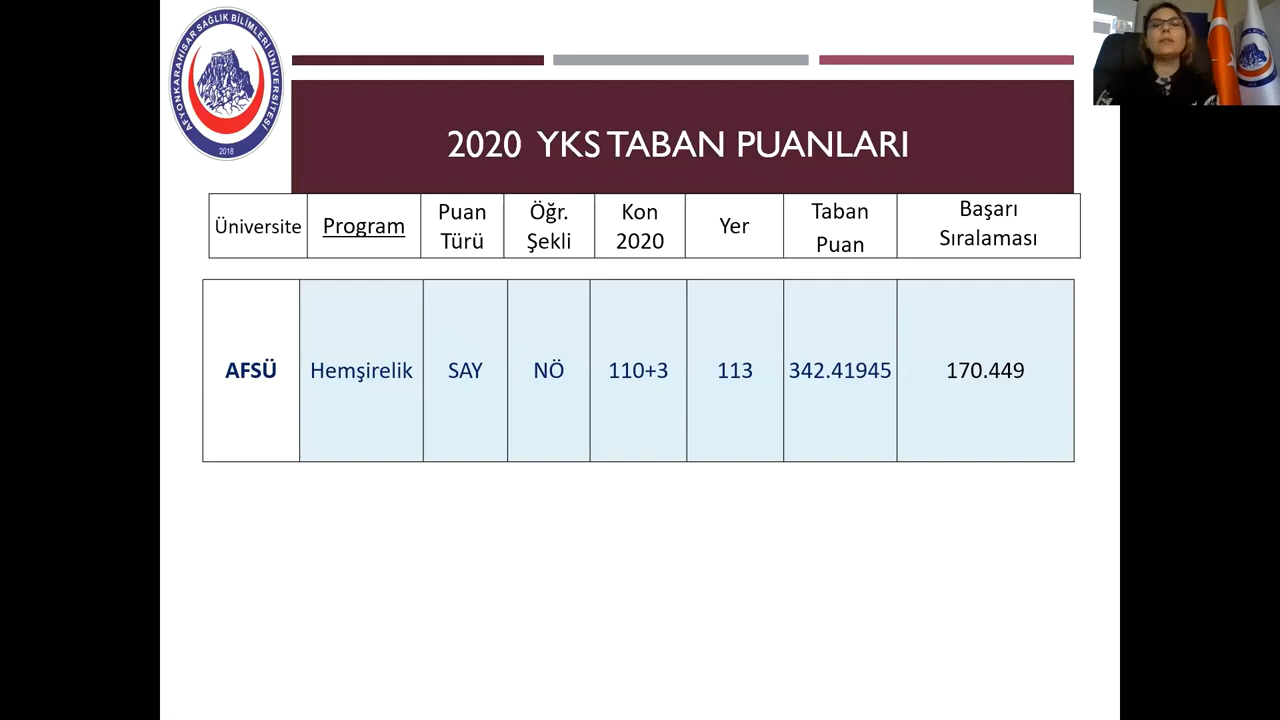 AFYONKARAHİSAR SAĞLIK BİLİMLERİ ÜNİVERSİTESİ
2018
2020 YKS TABAN PUANLARI
Üniversite Program Puan Türü Öğr. Şekli Kon 2020 Yer Taban Puan Başarı Sıralaması
AFSÜ Hemşirelik SAY NÖ 110+3 113 342.41945 170.449